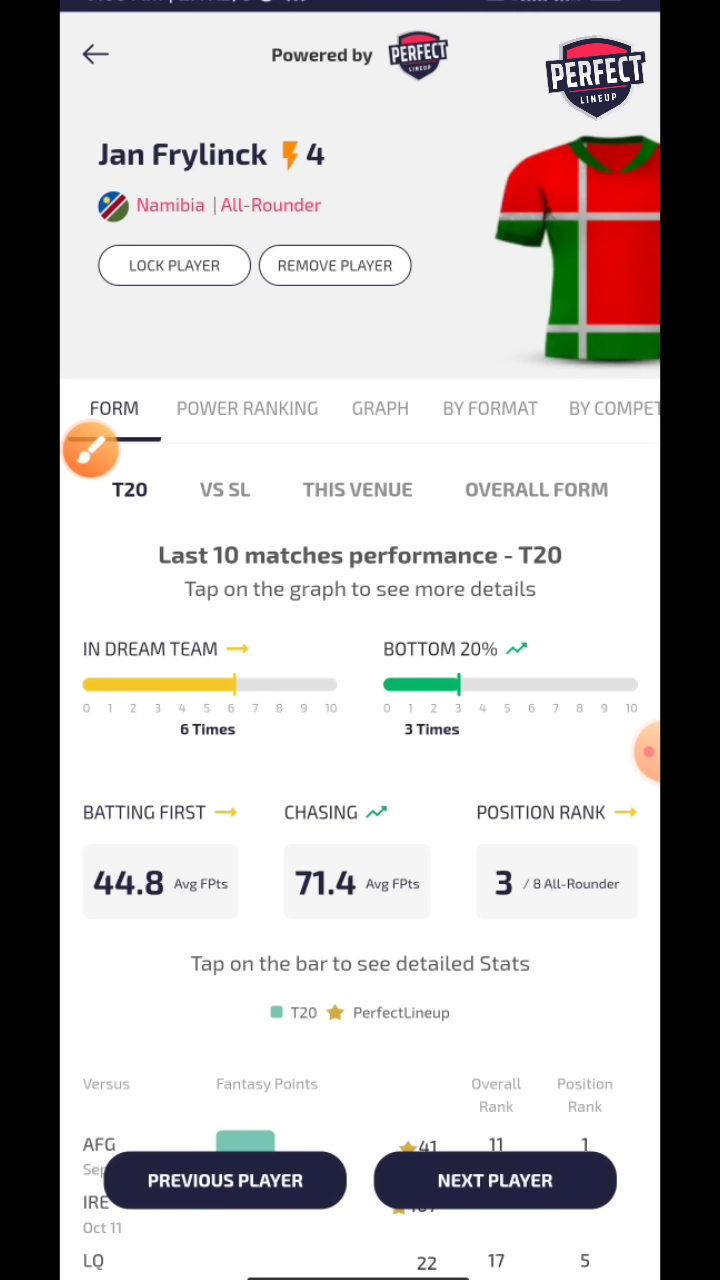 Powered by PERFECT LINEUP
PERFECT
LINEUP
Jan Frylinck 4
Namibia | All-Rounder
LOCK PLAYER REMOVE PLAYER
FORM POWER RANKING GRAPH BY FORMAT BY COMPET
T20 VS SL THIS VENUE OVERALL FORM
Last 10 matches performance - T20
Tap on the graph to see more details
IN DREAM TEAM BOTTOM 20%
0 1 2 3 4 5 6 7 8 9 10 0 1 2 3 4 5 6 7 8 9 10
6 Times 3 Times
BATTING FIRST CHASING POSITION RANK
44.8 Avg FPts 71.4 Avg FPts 3 / 8 All-Rounder
Tap on the bar to see detailed Stats
T20 PerfectLineup
Versus Fantasy Points Overall Rank Position Rank
AFG 41 11 1
Sep
PREVIOUS PLAYER NEXT PLAYER
IRE
Oct 11
LQ 22 17 5